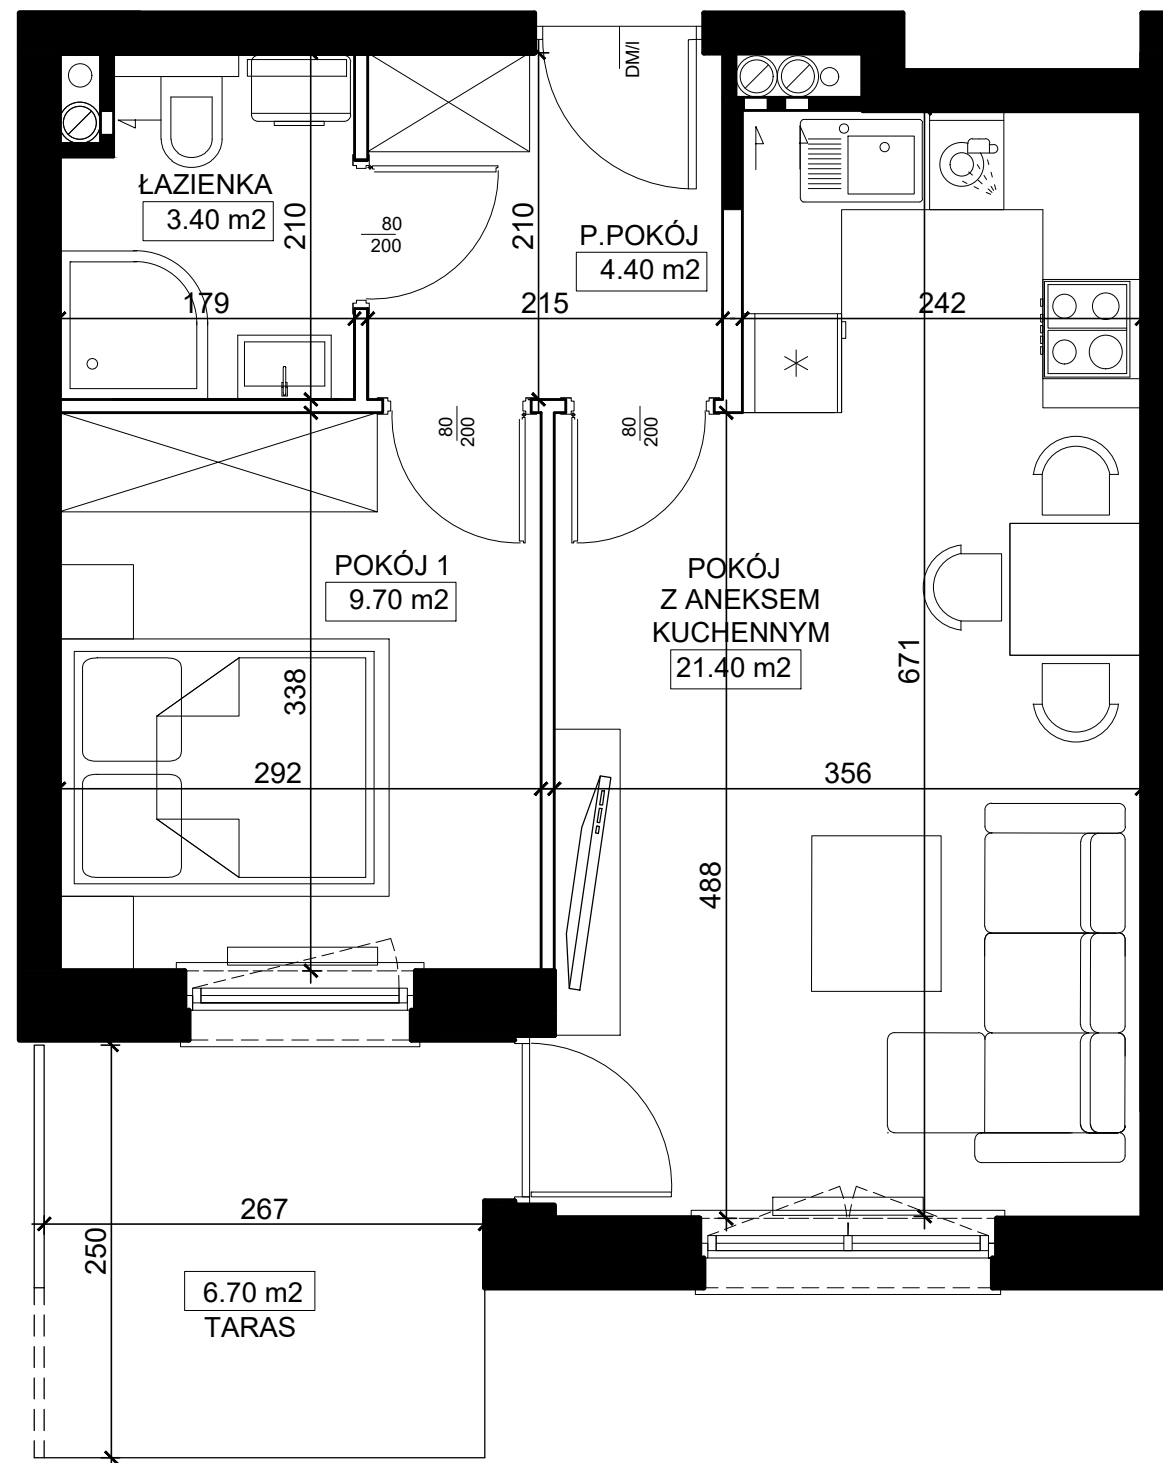 DM/I
ŁAZIENKA
3.40 m2
210
80
200
210
P.POKÓJ
4.40 m2
179
215
242
80
200
80
200
POKÓJ 1
9.70 m2
POKÓJ
Z ANEKSEM
KUCHENNYM
21.40 m2
338
671
292
356
488
267
250
6.70 m2
TARAS